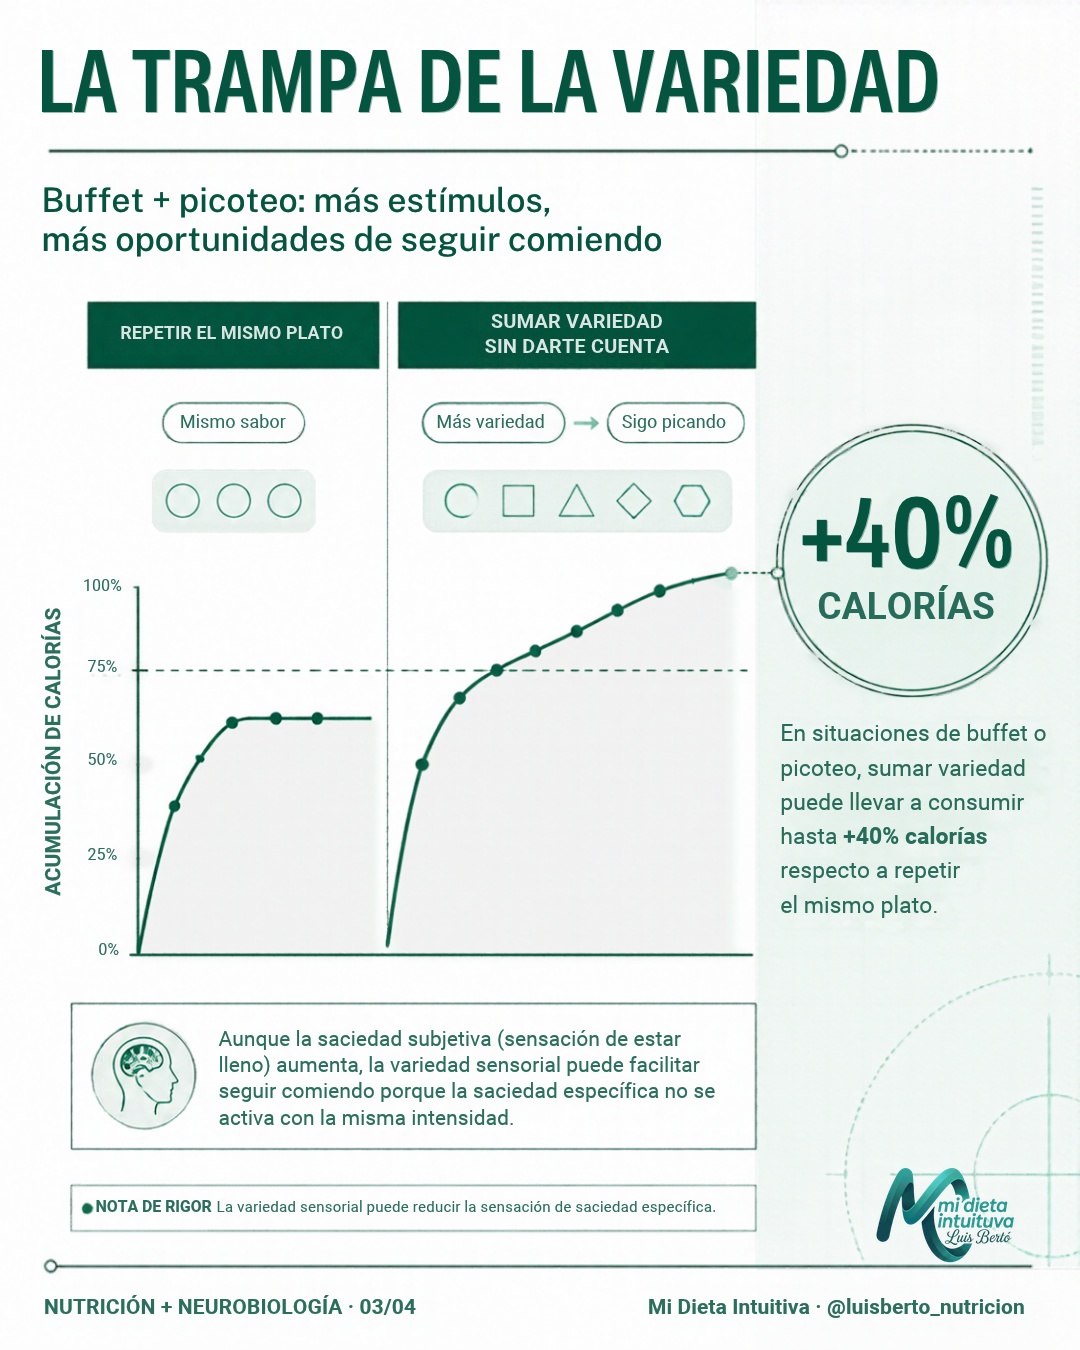 LA TRAMPA DE LA VARIEDAD
Buffet + picoteo: más estímulos,
más oportunidades de seguir comiendo
REPETIR EL MISMO PLATO
SUMAR VARIEDAD
SIN DARTE CUENTA
Mismo sabor
Más variedad
Sigo picando
+40%
CALORÍAS
ACUMULACIÓN DE CALORÍAS
100%
75%
50%
25%
0%
En situaciones de buffet o
picoteo, sumar variedad
puede llevar a consumir
hasta +40% calorías
respecto a repetir
el mismo plato.
Aunque la saciedad subjetiva (sensación de estar
lleno) aumenta, la variedad sensorial puede facilitar
seguir comiendo porque la saciedad específica no se
activa con la misma intensidad.
NOTA DE RIGOR La variedad sensorial puede reducir la sensación de saciedad específica.
mi dieta
intuituva
Luis Bertó
NUTRICIÓN + NEUROBIOLOGÍA · 03/04
Mi Dieta Intuitiva · @luisberto_nutricion